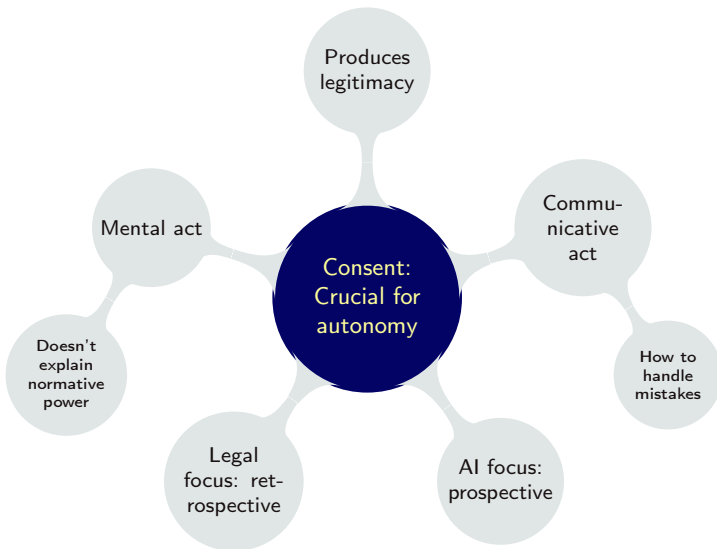 Produces
legitimacy
Mental act
Commu-
nicative
act
Consent:
Crucial for
autonomy
Doesn't
explain
normative
power
How to
handle
mistakes
Legal
focus: ret-
rospective
AI focus:
prospective